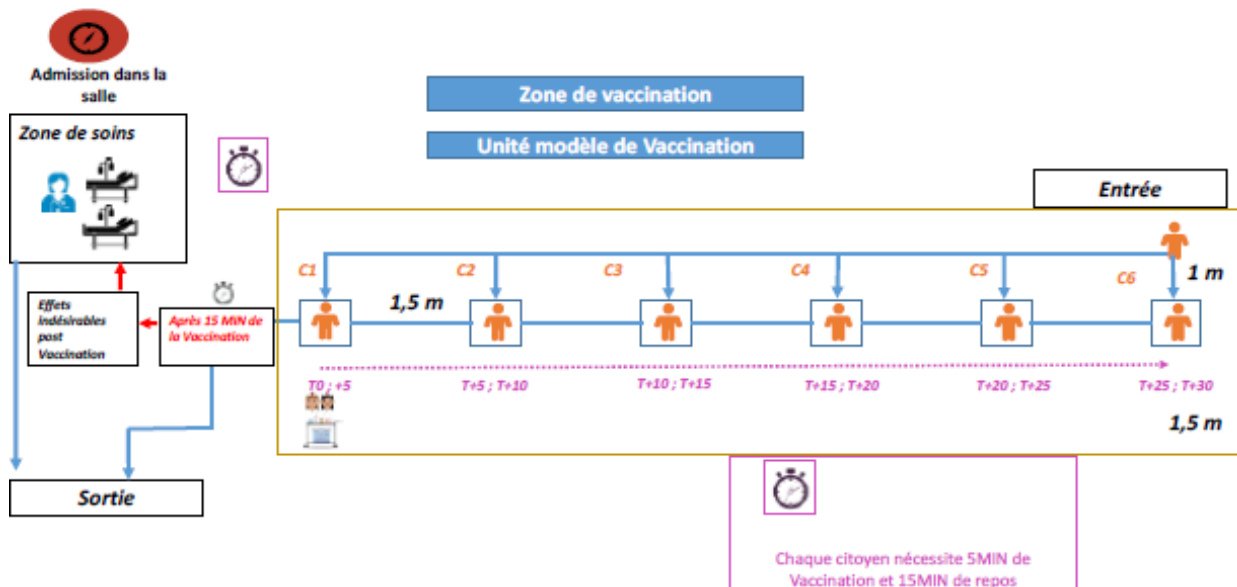 Admission dans la
salle
Zone de vaccination
Unité modèle de Vaccination
Zone de soins
Entrée
C1
C2
C3
C4
C5
C6
1 m
1,5 m
Effets
indésirables
post
Vaccination
Après 15 MIN de
la Vaccination
T0 ; +5
T+5 ; T+10
T+10 ; T+15
T+15 ; T+20
T+20 ; T+25
T+25 ; T+30
1,5 m
Sortie
Chaque citoyen nécessite 5MIN de
Vaccination et 15MIN de repos